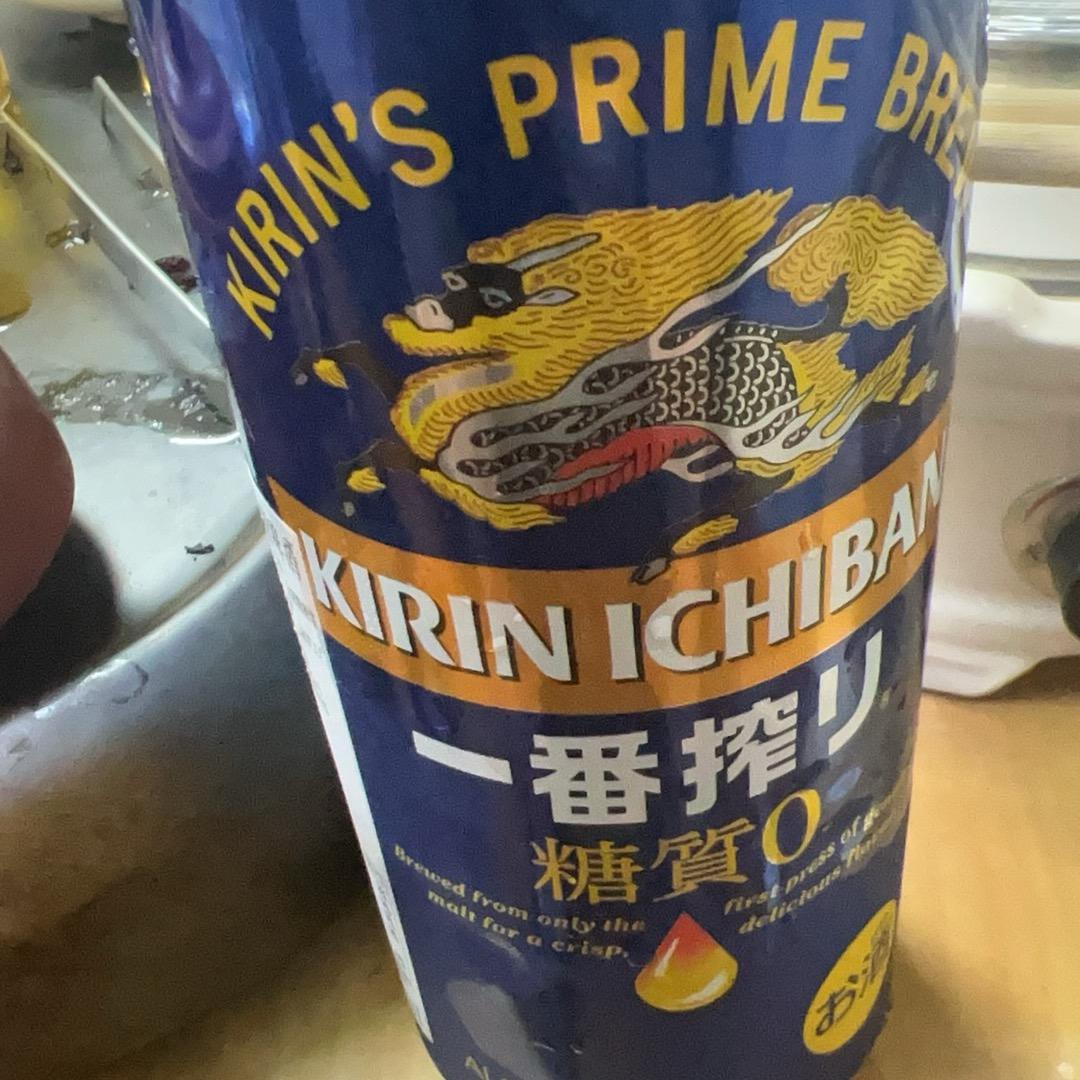 KIRIN'S PRIME
KIRIN ICHIBAN
一番搾り
糖質0
Brewed from only the
malt for a crisp,
first press of
delicious
お酒